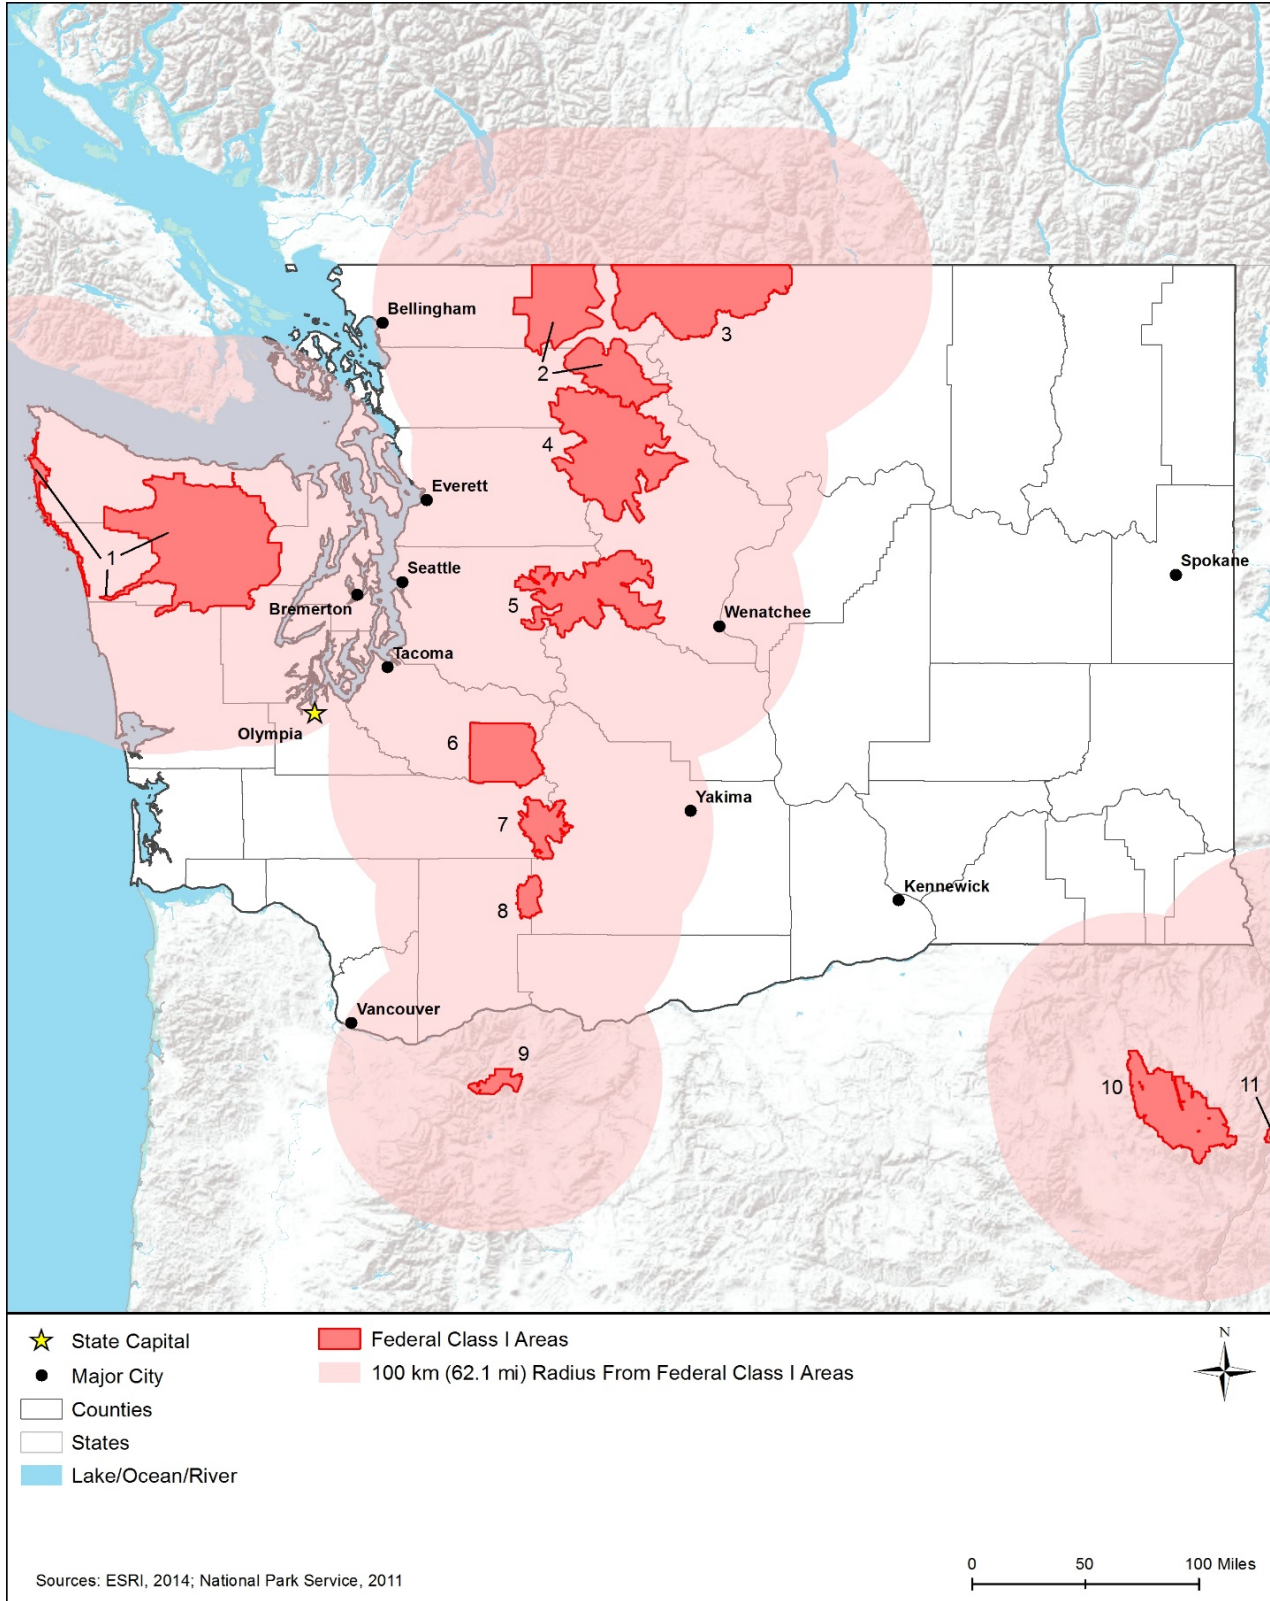 Bellingham
3
2
4
Everett
1
Seattle
Spokane
5
Bremerton
Wenatchee
Tacoma
Olympia
6
Yakima
7
Kennewick
8
Vancouver
9
10
11
State Capital
Federal Class I Areas
N
Major City
100 km (62.1 mi) Radius From Federal Class I Areas
Counties
States
Lake/Ocean/River
0 50 100 Miles
Sources: ESRI, 2014; National Park Service, 2011